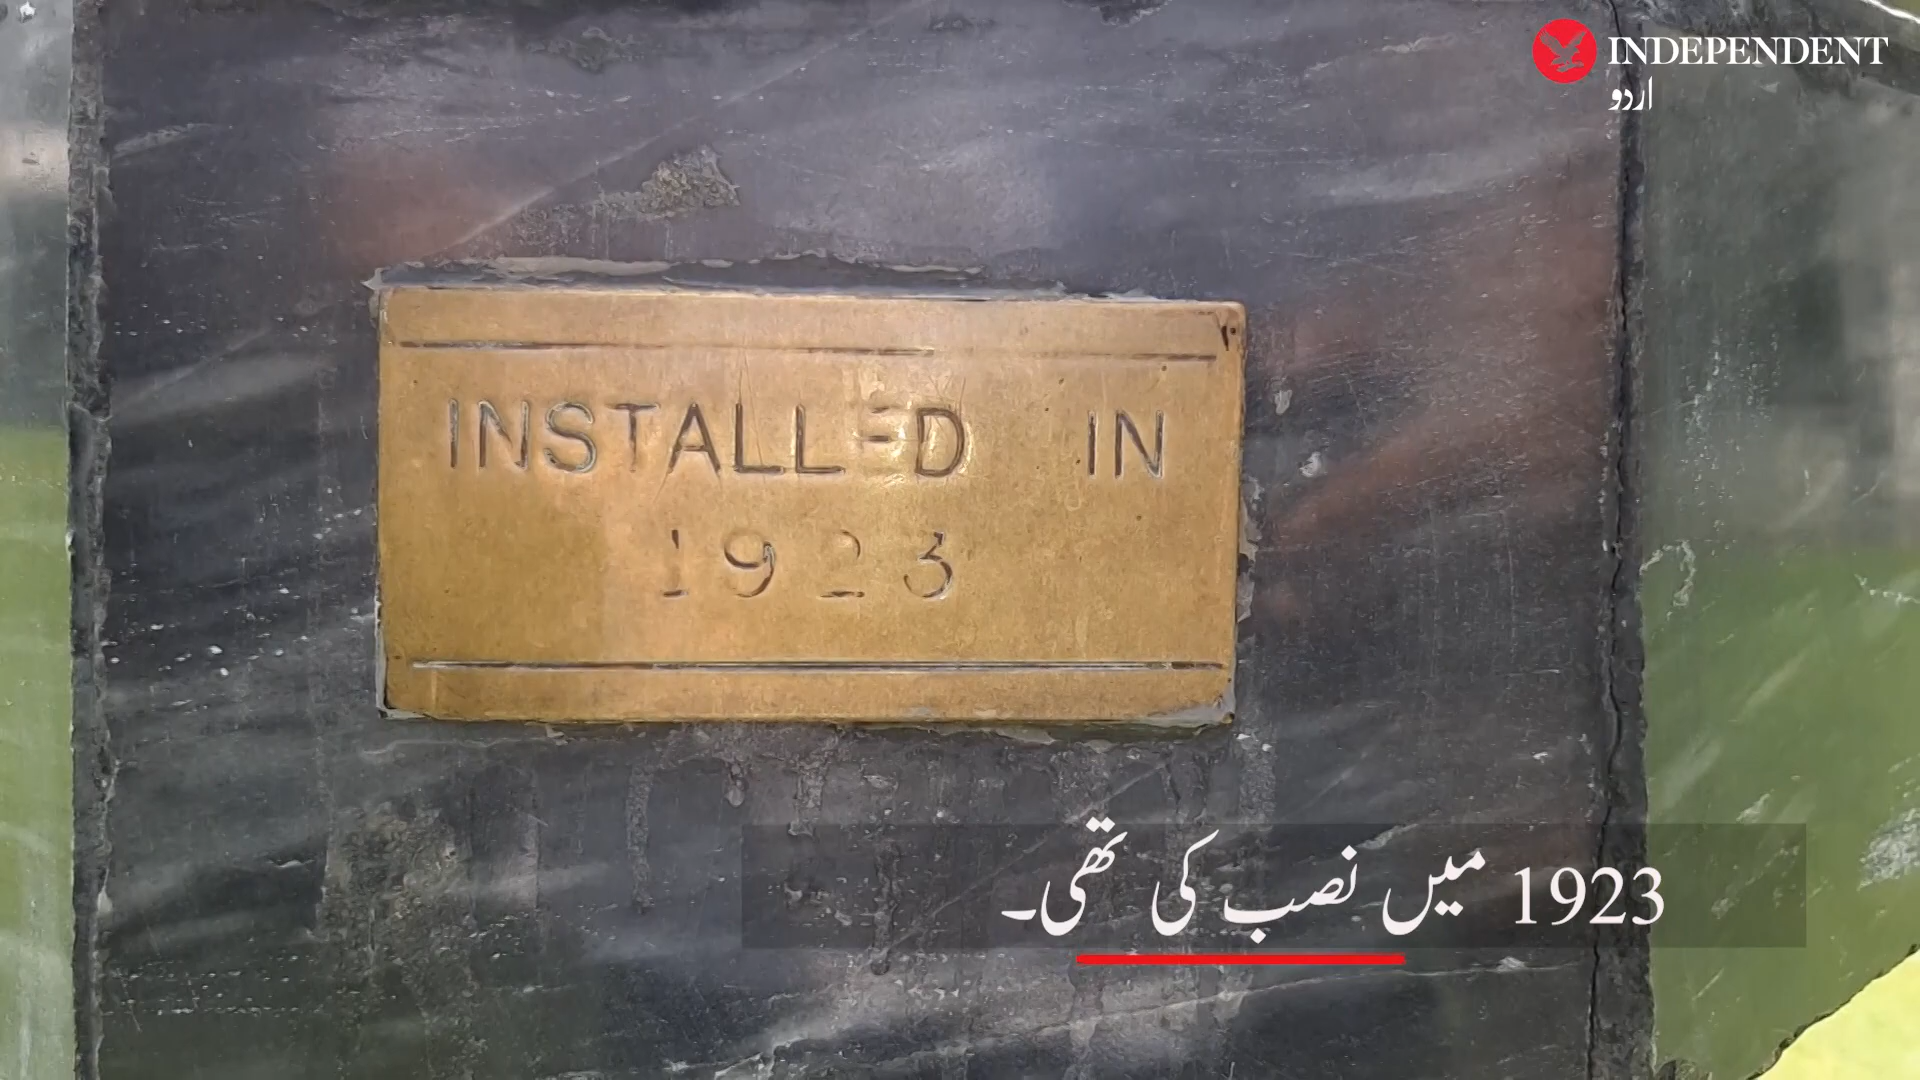 INDEPENDENT
اردو
INSTALLED IN
1923
1923 میں نصب کی تھی۔